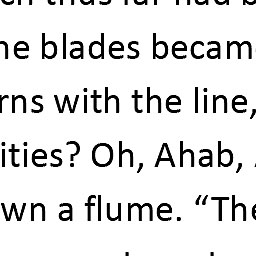 ch thus far had b
he blades becam
rns with the line,
ities? Oh, Ahab,
wn a flume. “The